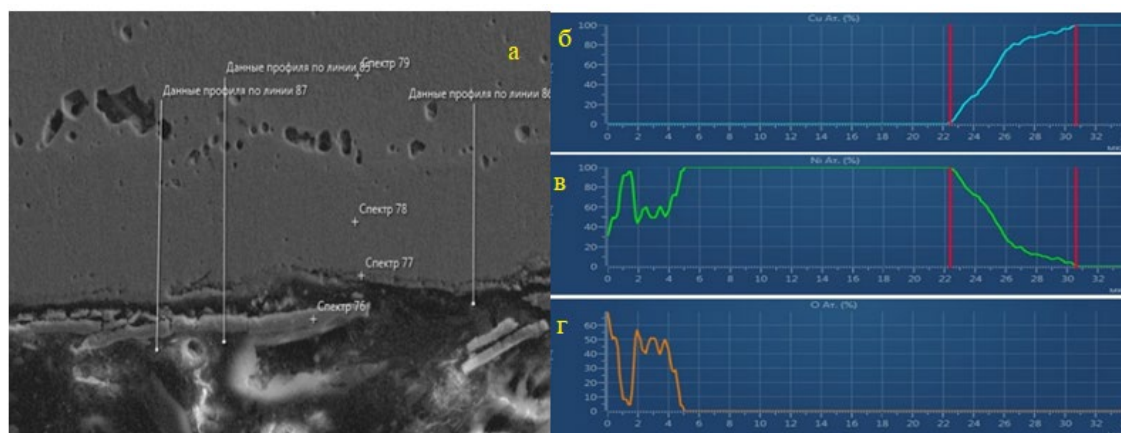 а
Данные профиля по линии 85
Спектр 79
Данные профиля по линии 87
Данные профиля по линии 86
Спектр 78
Спектр 77
Спектр 76
б
Cu Ат. (%)
100
80
60
40
20
0
0 2 4 6 8 10 12 14 16 18 20 22 24 26 28 30 32
в
Ni Ат. (%)
100
80
60
40
20
0
0 2 4 6 8 10 12 14 16 18 20 22 24 26 28 30 32
г
O Ат. (%)
60
50
40
30
20
10
0
0 2 4 6 8 10 12 14 16 18 20 22 24 26 28 30 32